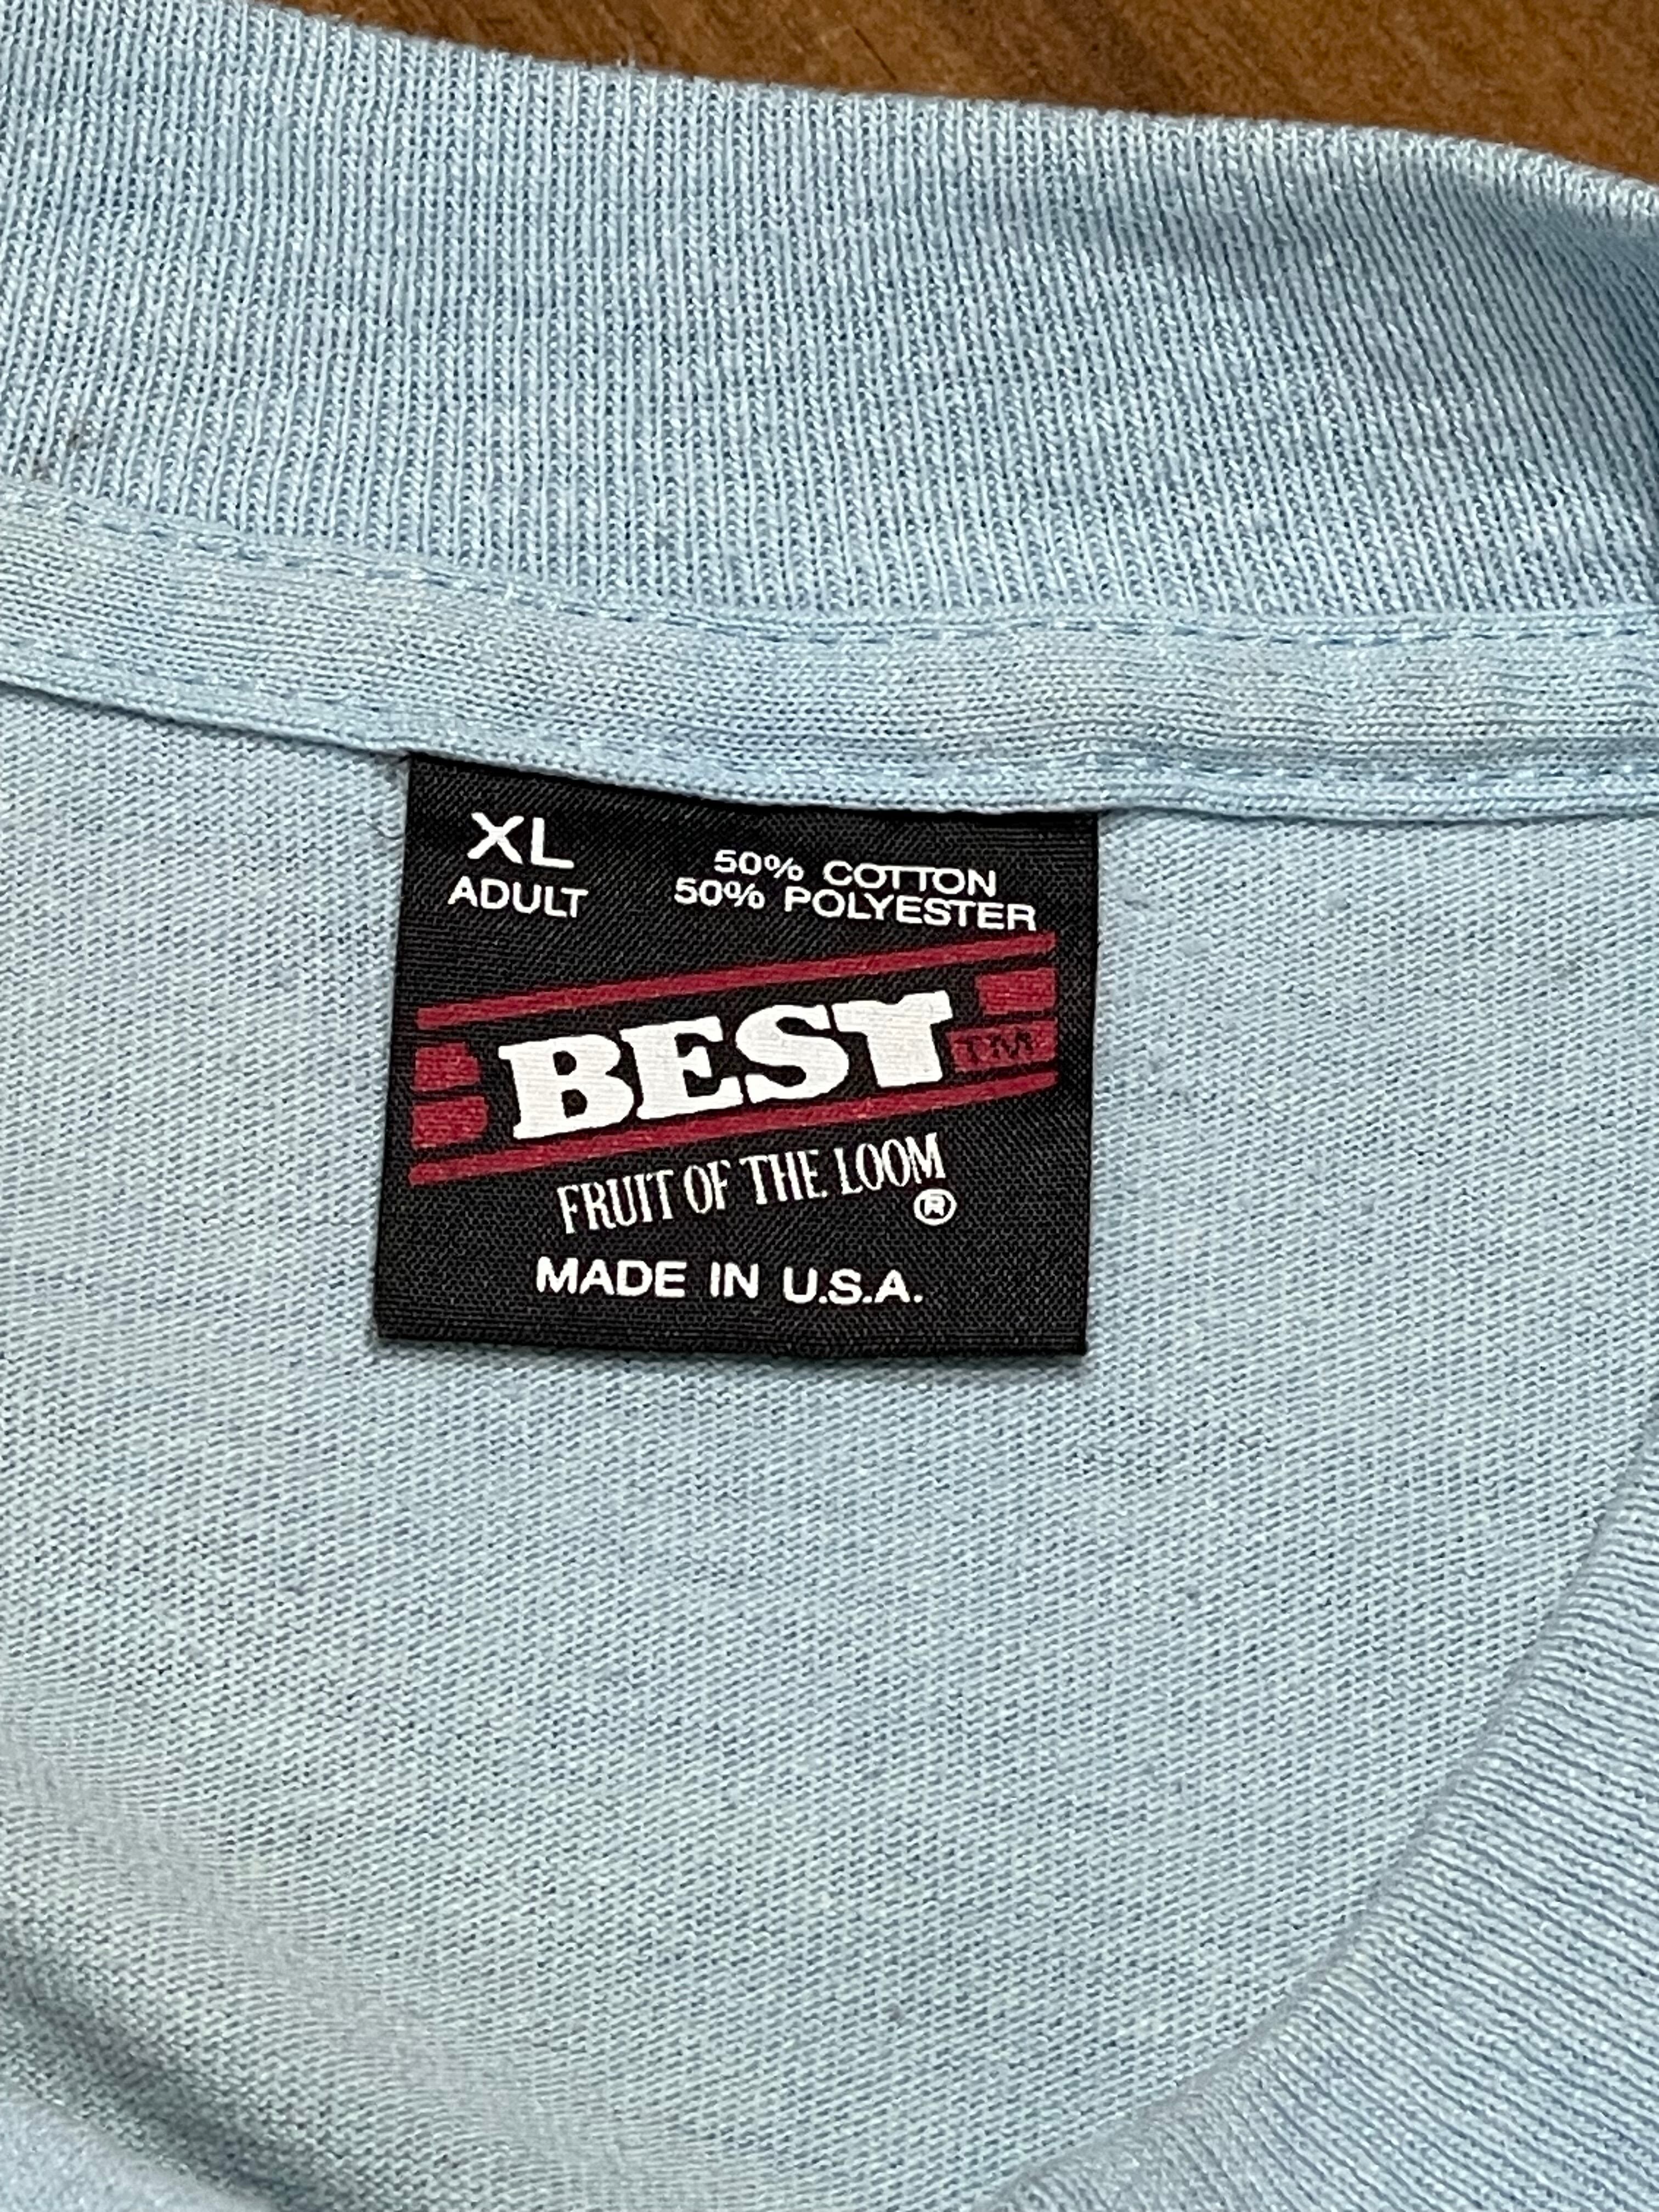 XL
ADULT
50% COTTON
50% POLYESTER
BEST TM
FRUIT OF THE LOOM
®
MADE IN U.S.A.